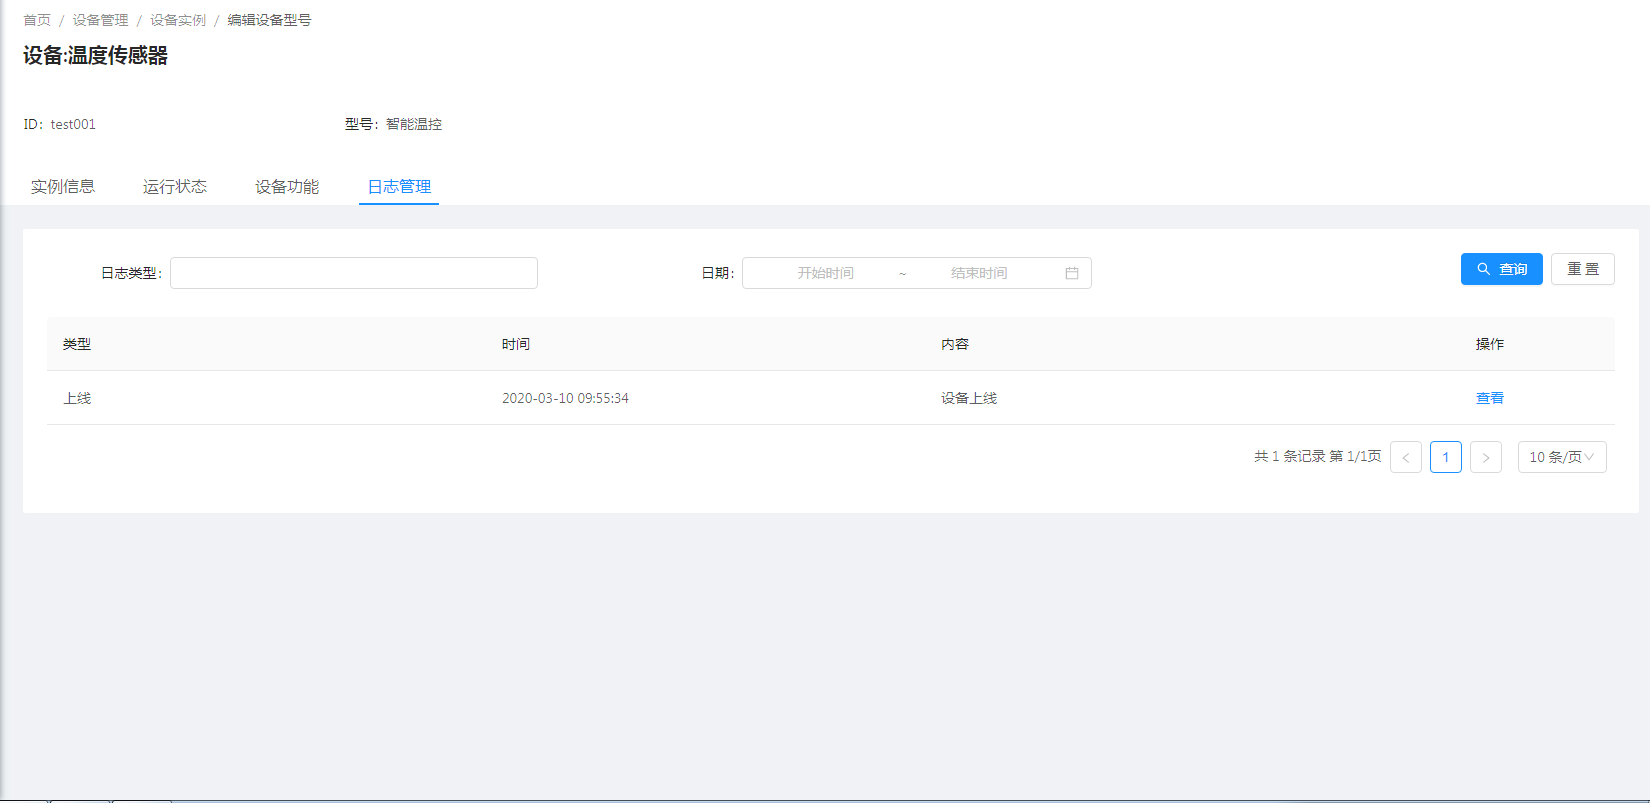 首页 / 设备管理 / 设备实例 / 编辑设备型号
设备:温度传感器
ID: test001 型号: 智能温控
实例信息 运行状态 设备功能 日志管理
日志类型: 日期: 开始时间 ~ 结束时间 查询 重 置
类型 时间 内容 操作
上线 2020-03-10 09:55:34 设备上线 查看
共 1 条记录 第 1/1页 < 1 > 10 条/页